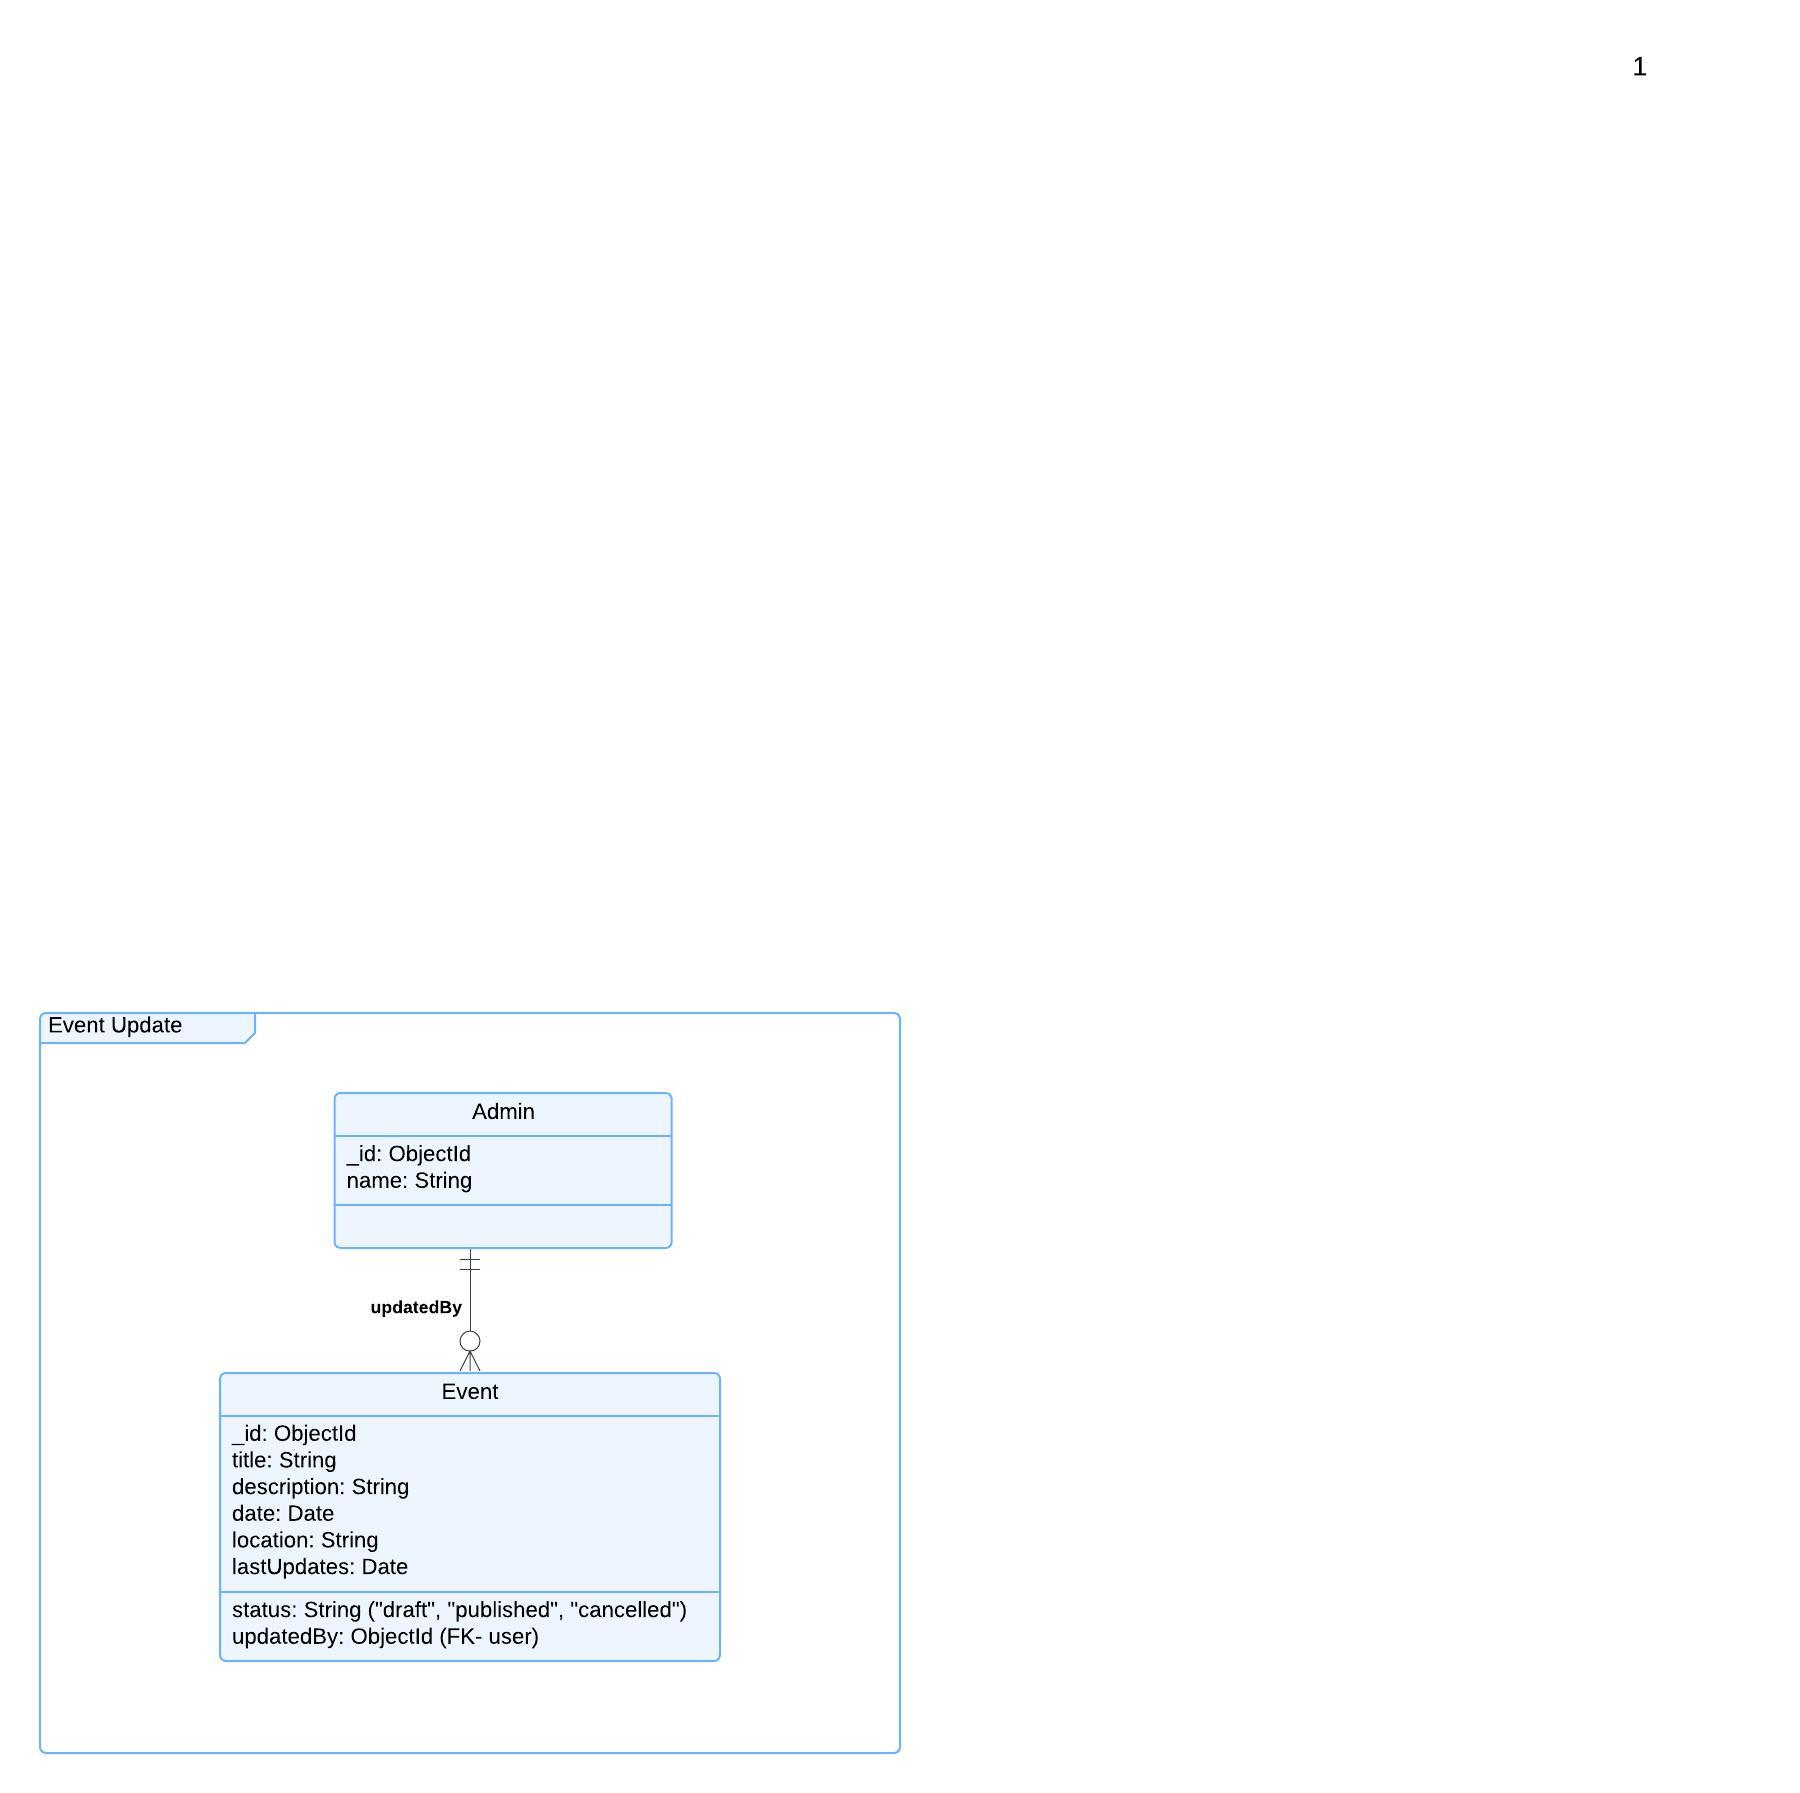 1
Event Update
Admin
_id: ObjectId
name: String
updatedBy
Event
_id: ObjectId
title: String
description: String
date: Date
location: String
lastUpdates: Date
status: String ("draft", "published", "cancelled")
updatedBy: ObjectId (FK- user)